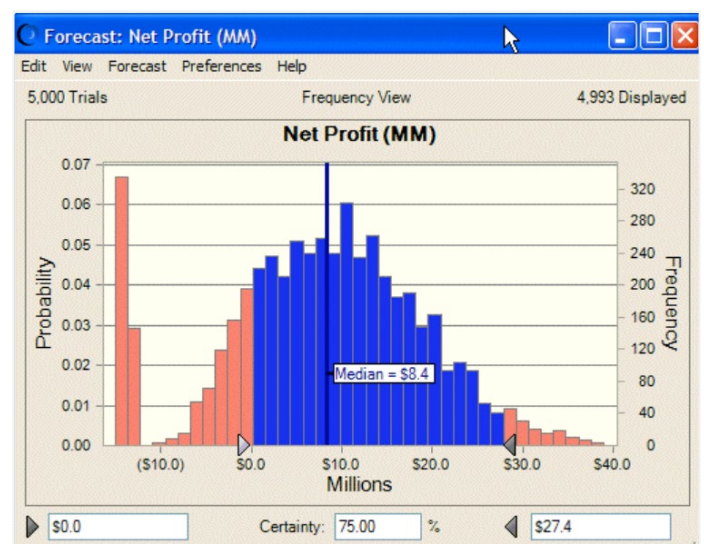 Forecast: Net Profit (MM)
Edit View Forecast Preferences Help
5,000 Trials Frequency View 4,993 Displayed
Net Profit (MM)
0.07
0.06
0.05
0.04
0.03
0.02
0.01
0.00
Probability
320
280
240
200
160
120
80
40
0
Frequency
Median = $8.4
($10.0) $0.0 $10.0 $20.0 $30.0 $40.0
Millions
$0.0 Certainty: 75.00 % $27.4